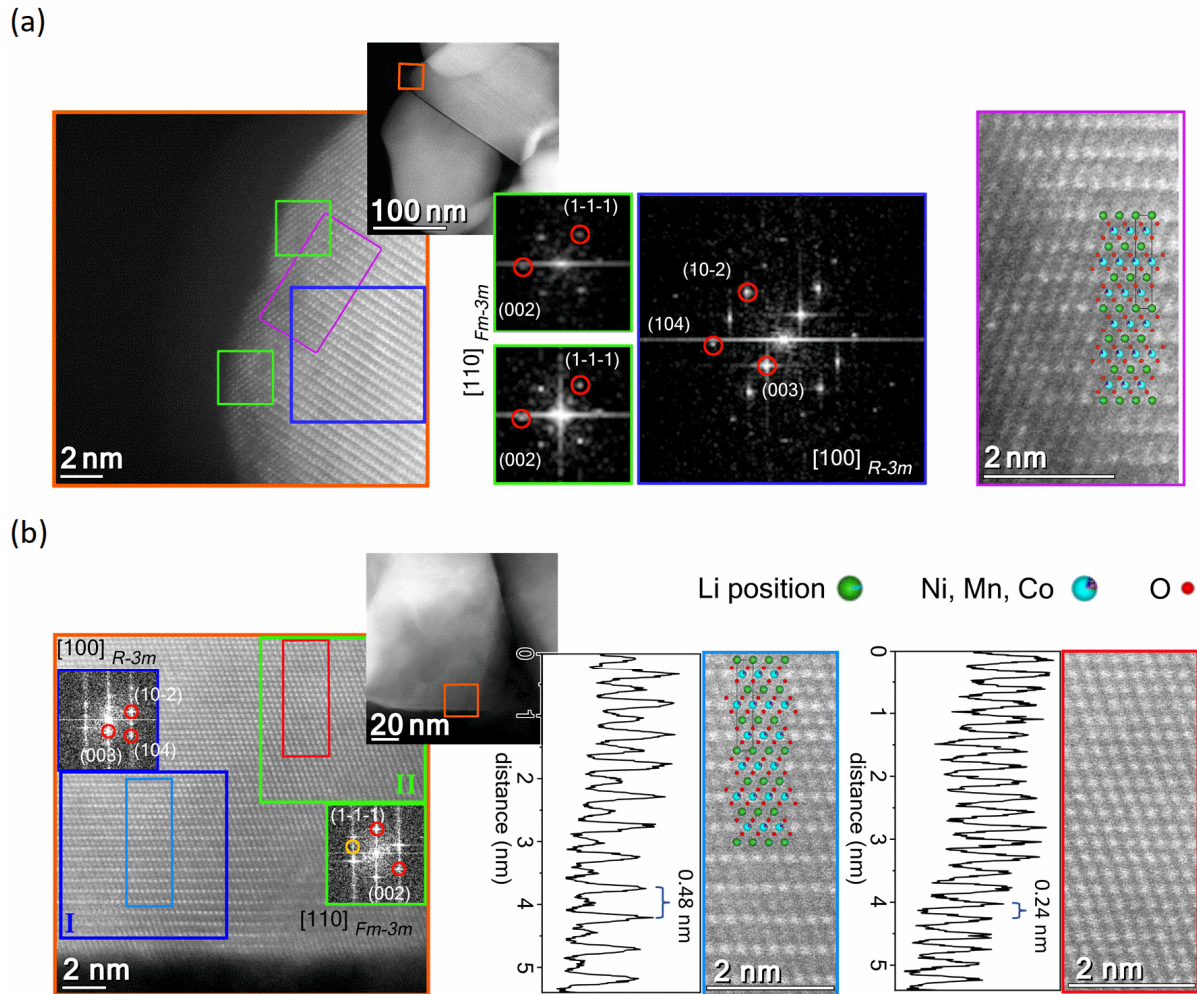 (a)
100 nm
2 nm
(1-1-1)
(002)
[110] Fm-3m
(1-1-1)
(002)
(10-2)
(104)
(003)
[100] R-3m
2 nm
(b)
Li position
Ni, Mn, Co
O
[100] R-3m
(10-2)
(003)
(104)
20 nm
I
II
(1-1-1)
(002)
[110] Fm-3m
2 nm
0
1
2
3
4
5
distance (nm)
0.48 nm
2 nm
0
1
2
3
4
5
distance (nm)
0.24 nm
2 nm